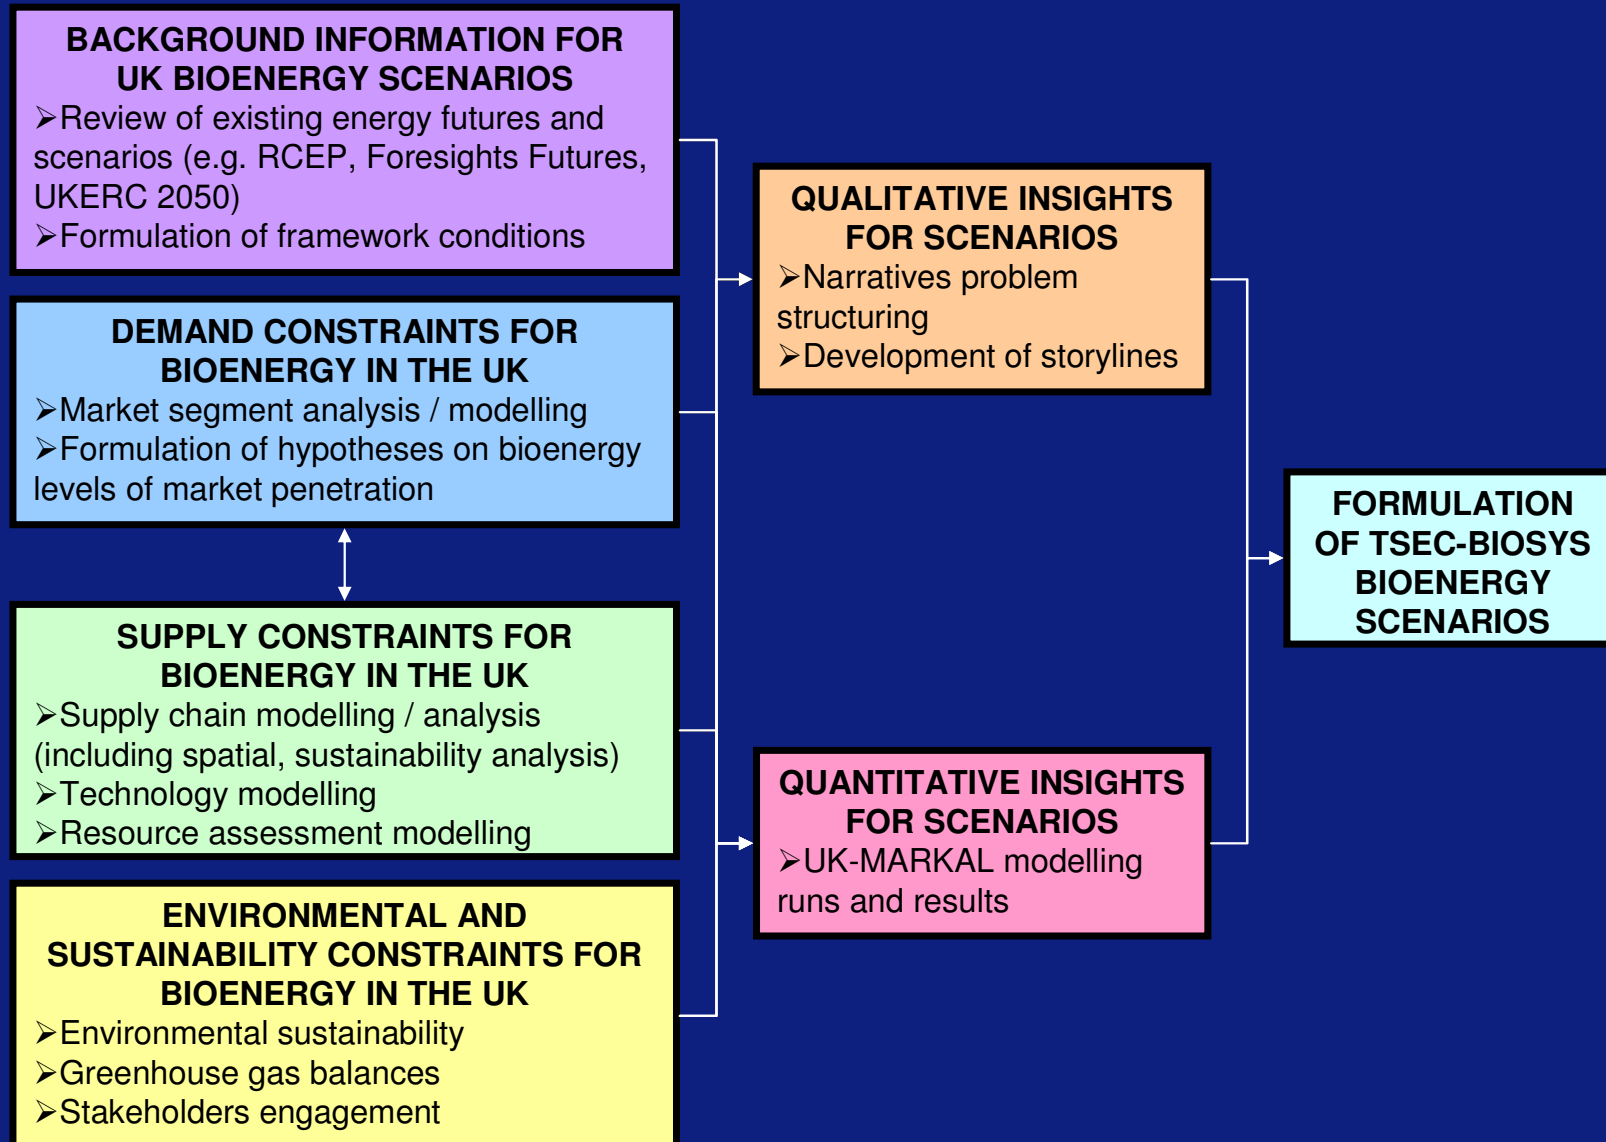 BACKGROUND INFORMATION FOR
UK BIOENERGY SCENARIOS
➢Review of existing energy futures and
scenarios (e.g. RCEP, Foresights Futures,
UKERC 2050)
➢Formulation of framework conditions
DEMAND CONSTRAINTS FOR
BIOENERGY IN THE UK
➢Market segment analysis / modelling
➢Formulation of hypotheses on bioenergy
levels of market penetration
SUPPLY CONSTRAINTS FOR
BIOENERGY IN THE UK
➢Supply chain modelling / analysis
(including spatial, sustainability analysis)
➢Technology modelling
➢Resource assessment modelling
ENVIRONMENTAL AND
SUSTAINABILITY CONSTRAINTS FOR
BIOENERGY IN THE UK
➢Environmental sustainability
➢Greenhouse gas balances
➢Stakeholders engagement
QUALITATIVE INSIGHTS
FOR SCENARIOS
➢Narratives problem
structuring
➢Development of storylines
QUANTITATIVE INSIGHTS
FOR SCENARIOS
➢UK-MARKAL modelling
runs and results
FORMULATION
OF TSEC-BIOSYS
BIOENERGY
SCENARIOS